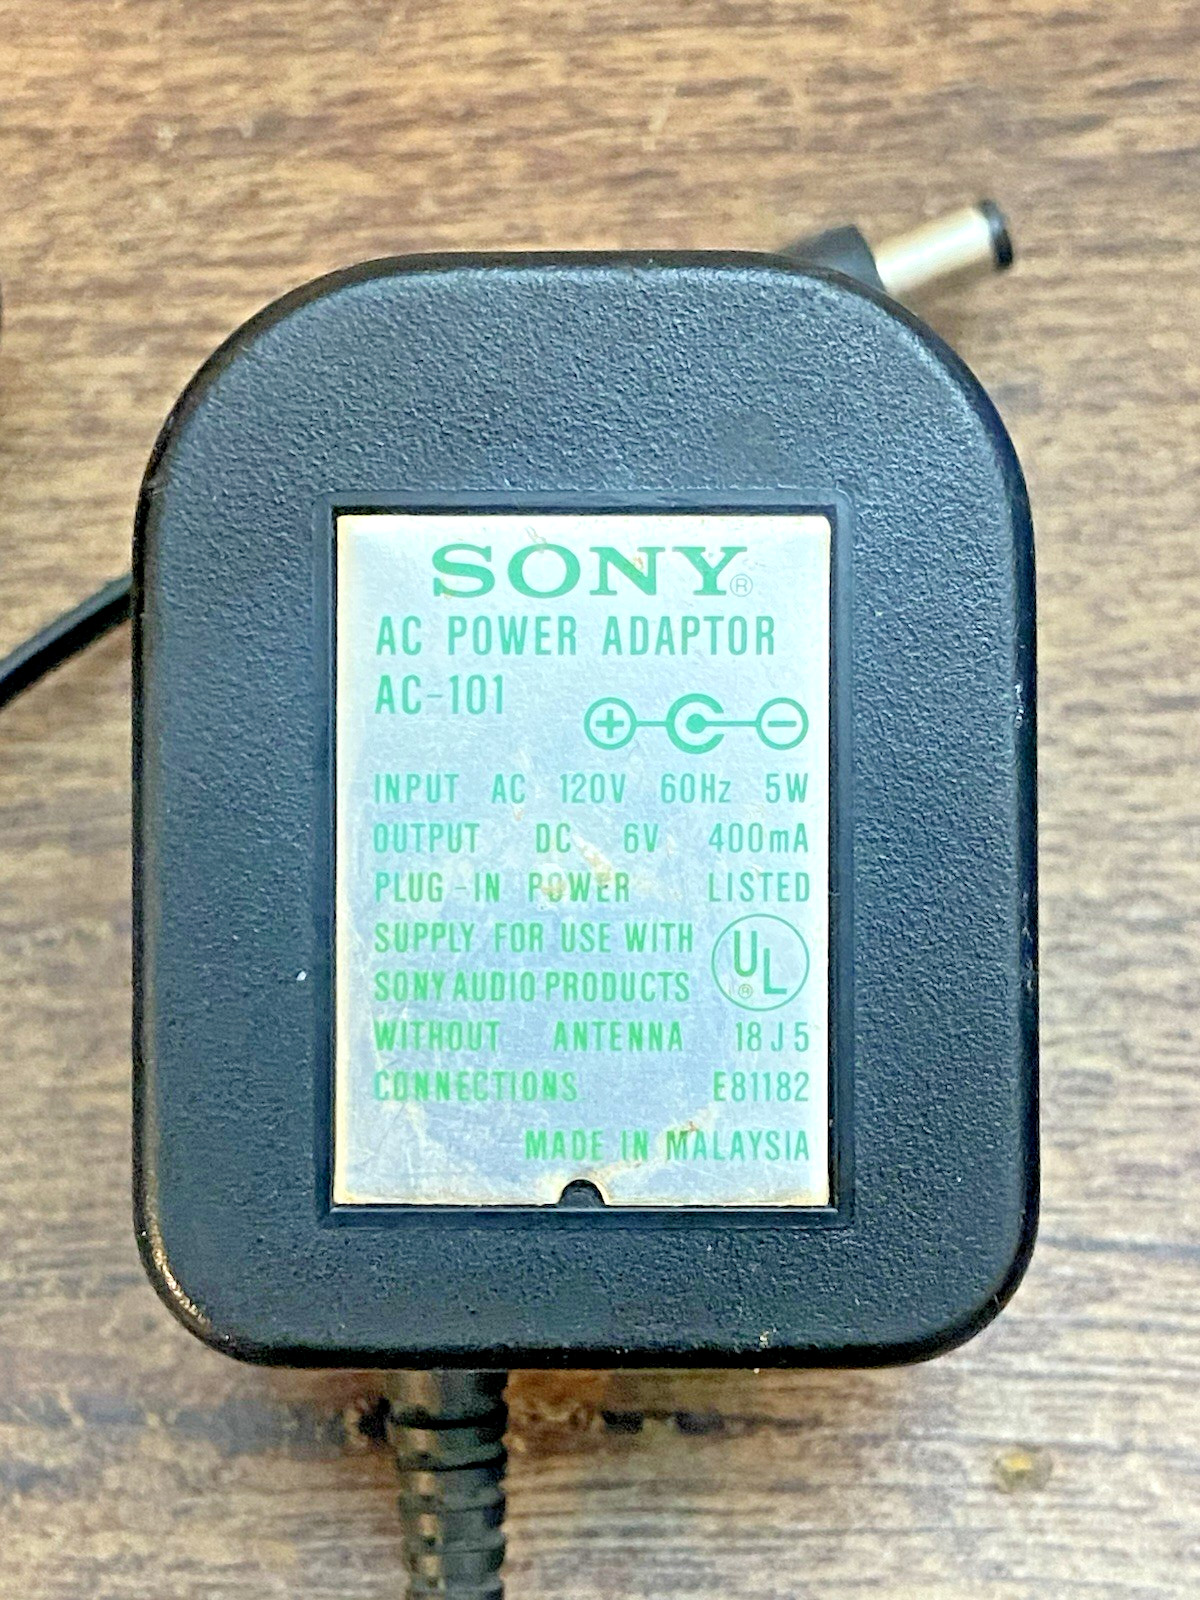 SONY®
AC POWER ADAPTOR
AC-101
+ -
INPUT AC 120V 60Hz 5W
OUTPUT DC 6V 400mA
PLUG-IN POWER LISTED
SUPPLY FOR USE WITH
SONY AUDIO PRODUCTS
UL®
WITHOUT ANTENNA 18J5
CONNECTIONS E81182
MADE IN MALAYSIA